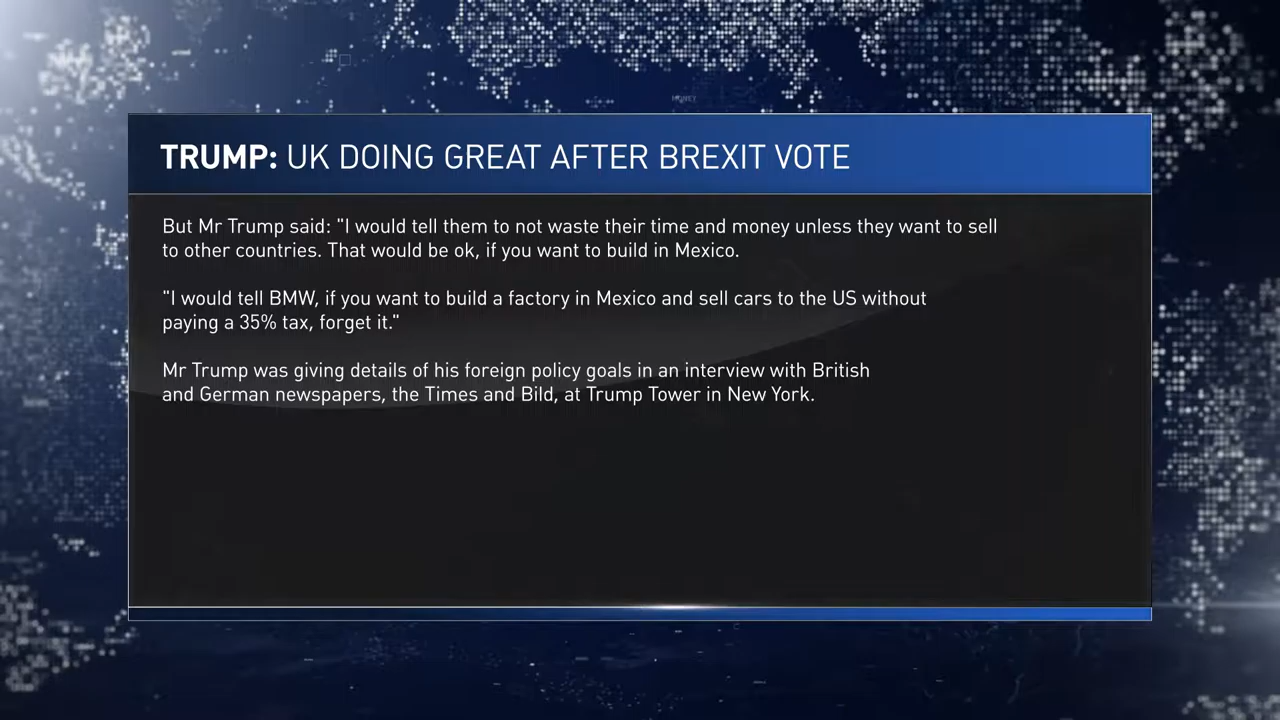 MONEY
TRUMP: UK DOING GREAT AFTER BREXIT VOTE
But Mr Trump said: "I would tell them to not waste their time and money unless they want to sell
to other countries. That would be ok, if you want to build in Mexico.
"I would tell BMW, if you want to build a factory in Mexico and sell cars to the US without
paying a 35% tax, forget it."
Mr Trump was giving details of his foreign policy goals in an interview with British
and German newspapers, the Times and Bild, at Trump Tower in New York.